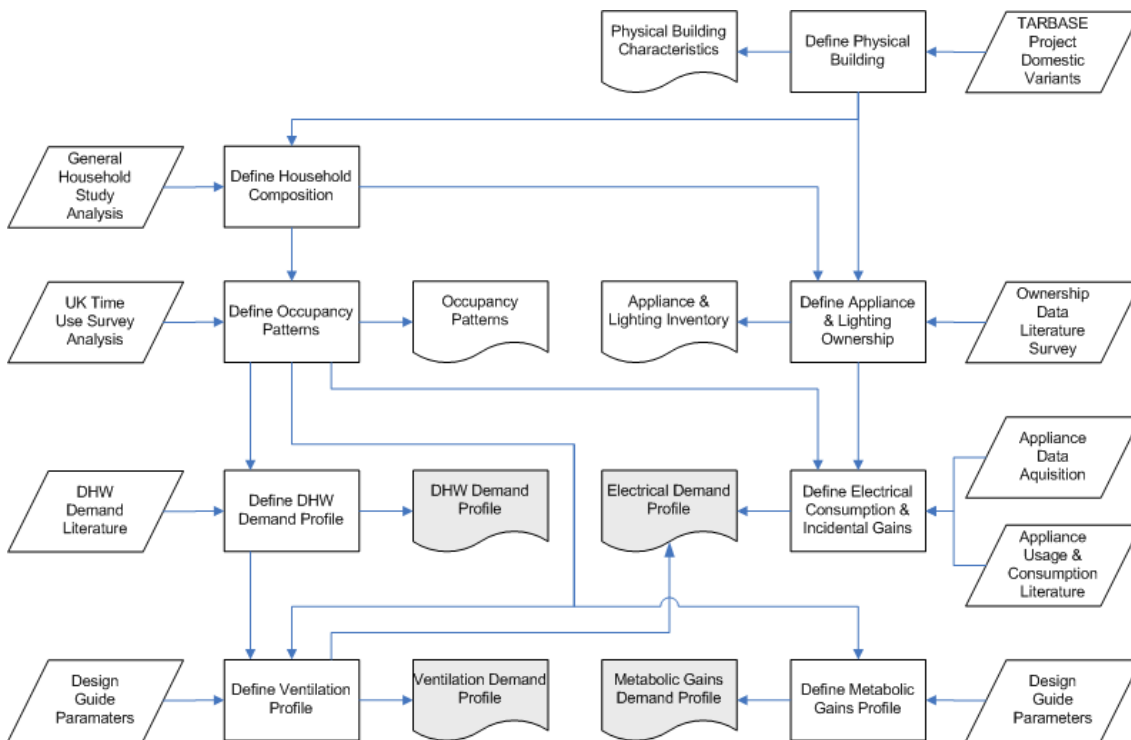 Physical Building
Characteristics
Define Physical
Building
TARBASE
Project
Domestic
Variants
General
Household
Study
Analysis
Define Household
Composition
UK Time
Use Survey
Analysis
Define Occupancy
Patterns
Occupancy
Patterns
Appliance &
Lighting Inventory
Define Appliance
& Lighting
Ownership
Ownership
Data
Literature
Survey
DHW
Demand
Literature
Define DHW
Demand Profile
DHW Demand
Profile
Electrical Demand
Profile
Define Electrical
Consumption &
Incidental Gains
Appliance
Data
Aquisition
Appliance
Usage &
Consumption
Literature
Design
Guide
Paramaters
Define Ventilation
Profile
Ventilation Demand
Profile
Metabolic Gains
Demand Profile
Define Metabolic
Gains Profile
Design
Guide
Parameters